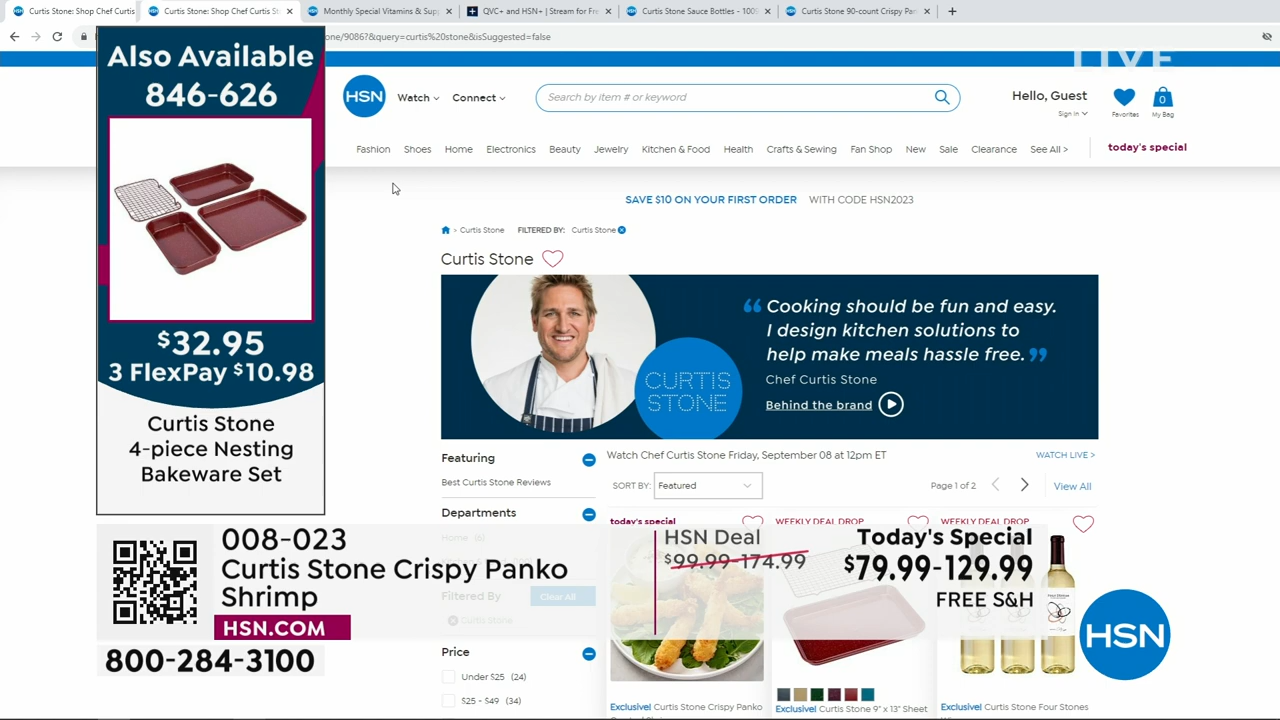 Curtis Stone: Shop Chef Curtis
Curtis Stone: Shop Chef Curtis St
Monthly Special Vitamins & Sup
QVC+ and HSN+ | Stream for Fre
Curtis Stone Sauce Bottles - 100
Curtis Stone 90-count Crispy Pan
one/9086?&query=curtis%20stone&isSuggested=false
LIVE
Also Available
846-626
$32.95
3 FlexPay $10.98
Curtis Stone
4-piece Nesting
Bakeware Set
HSN
Watch
Connect
Search by item # or keyword
Hello, Guest
Sign In
Favorites
0
My Bag
Fashion Shoes Home Electronics Beauty Jewelry Kitchen & Food Health Crafts & Sewing Fan Shop New Sale Clearance See All > today's special
SAVE $10 ON YOUR FIRST ORDER WITH CODE HSN2023
> Curtis Stone FILTERED BY: Curtis Stone
Curtis Stone
“ Cooking should be fun and easy.
I design kitchen solutions to
help make meals hassle free. ”
Chef Curtis Stone
Behind the brand
CURTIS
STONE
Featuring
Best Curtis Stone Reviews
Departments
Home
Filtered By
Clear All
Curtis Stone
Price
Under $25 (24)
$25 - $49 (34)
Watch Chef Curtis Stone Friday, September 08 at 12pm ET
WATCH LIVE >
SORT BY: Featured
Page 1 of 2
View All
today's special
WEEKLY DEAL DROP
WEEKLY DEAL DROP
Exclusive! Curtis Stone Crispy Panko
Exclusive! Curtis Stone 9" x 13" Sheet
Exclusive! Curtis Stone Four Stones
008-023
Curtis Stone Crispy Panko
Shrimp
HSN.COM
800-284-3100
HSN Deal
$99.99-174.99
Today's Special
$79.99-129.99
FREE S&H
HSN